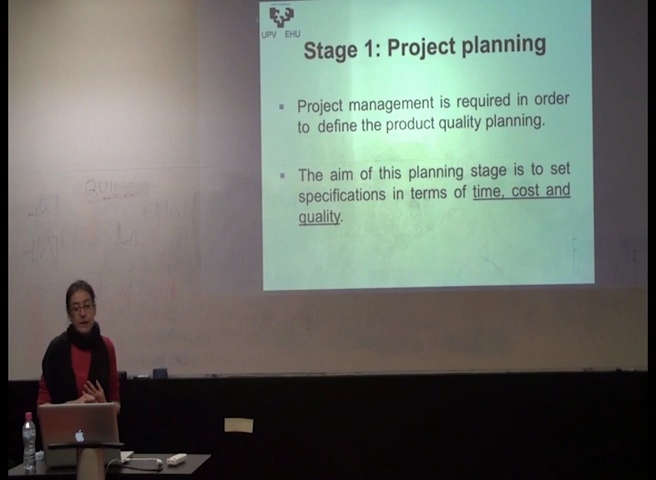 UPV EHU
Stage 1: Project planning
▪ Project management is required in order
to define the product quality planning.
▪ The aim of this planning stage is to set
specifications in terms of time, cost and
quality.